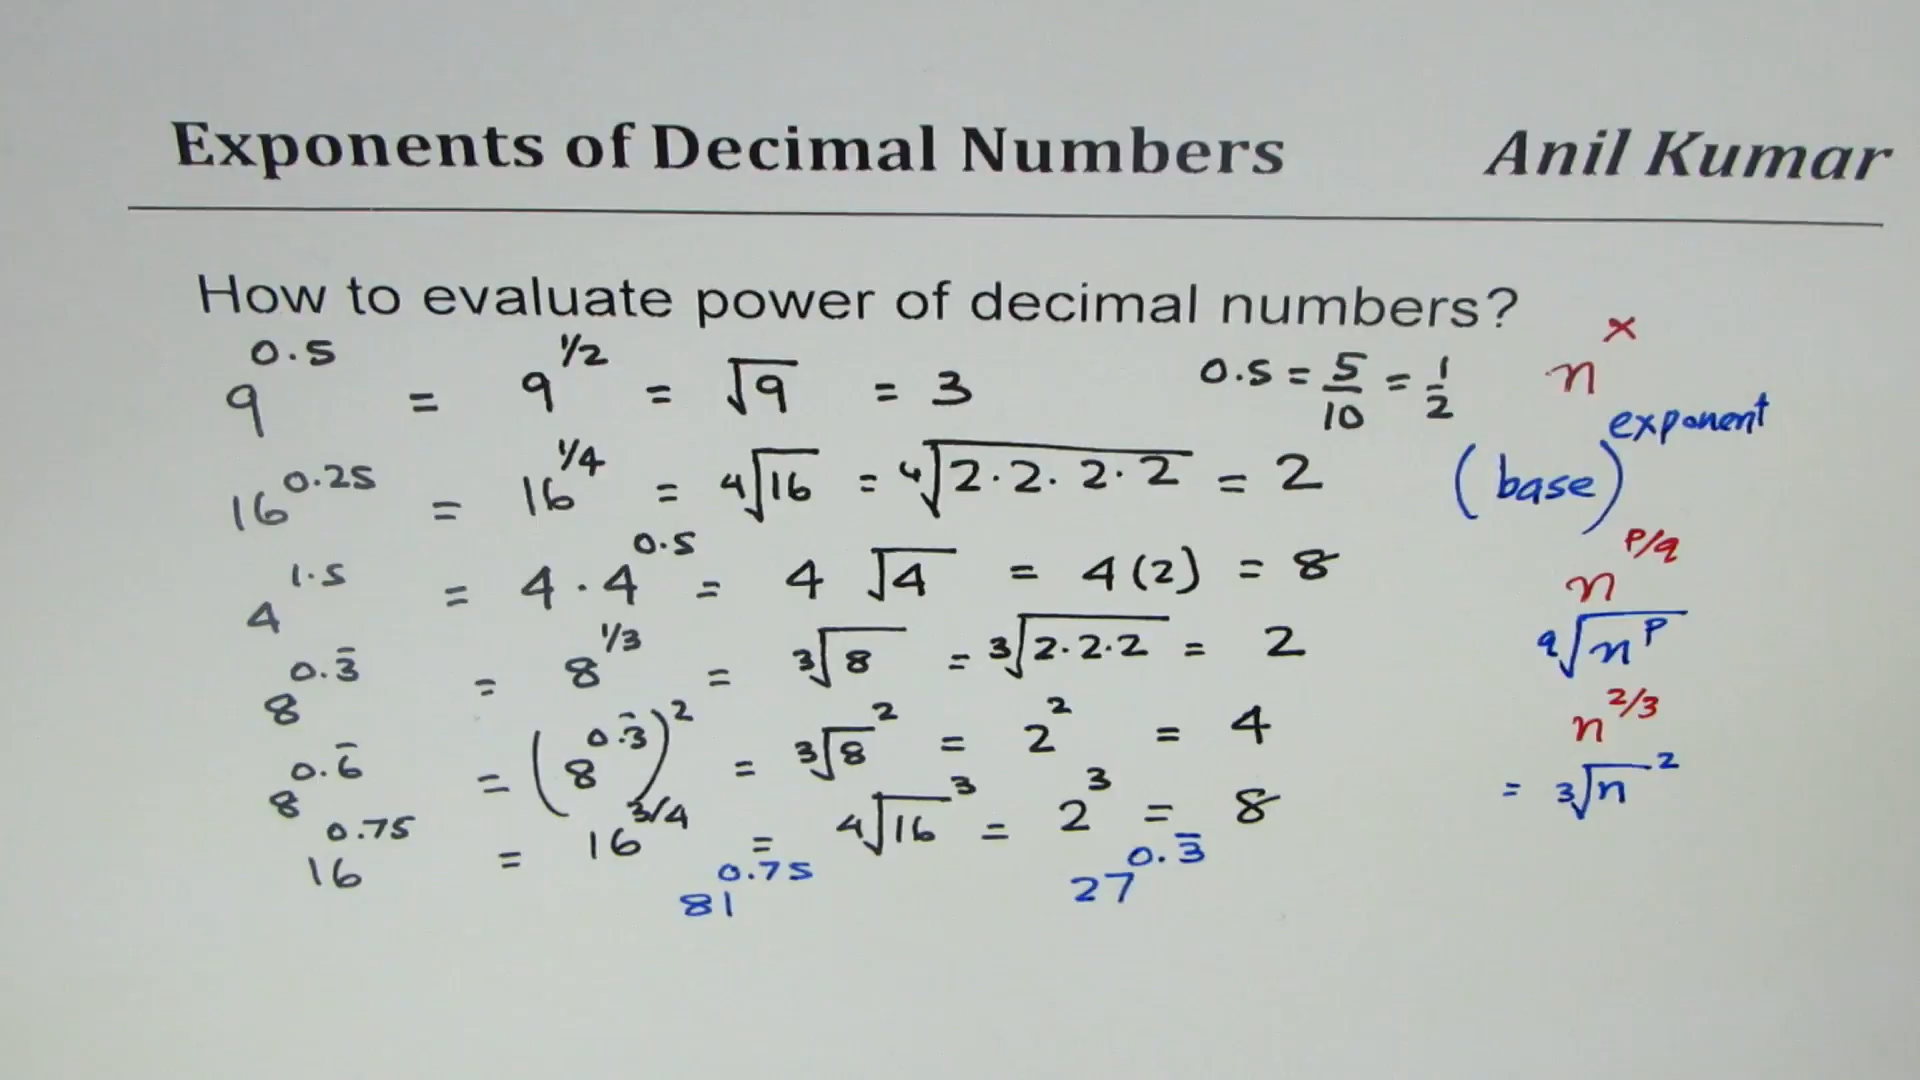 Exponents of Decimal Numbers Anil Kumar
How to evaluate power of decimal numbers?
9^0.5 = 9^1/2 = √9 = 3 0.5 = 5/10 = 1/2 n^x
(base)^exponent
16^0.25 = 16^1/4 = ⁴√16 = ⁴√2·2·2·2 = 2
4^1.5 = 4·4^0.5 = 4 √4 = 4(2) = 8 n^p/q
8^0.3̄ = 8^1/3 = ³√8 = ³√2·2·2 = 2 q√n^p
8^0.6̄ = (8^0.3̄)^2 = ³√8^2 = 2^2 = 4 n^2/3
16^0.75 = 16^3/4 = ⁴√16^3 = 2^3 = 8 = ³√n^2
81^0.75 27^0.3̄